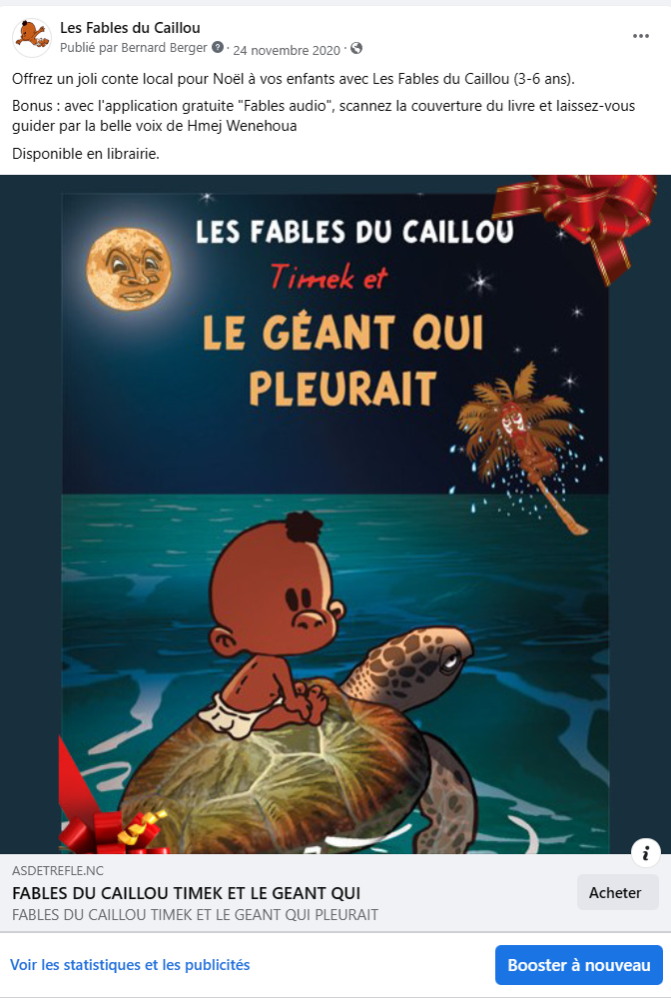 Les Fables du Caillou
Publié par Bernard Berger · 24 novembre 2020 ·
Offrez un joli conte local pour Noël à vos enfants avec Les Fables du Caillou (3-6 ans).
Bonus : avec l'application gratuite "Fables audio", scannez la couverture du livre et laissez-vous
guider par la belle voix de Hmej Wenehoua
Disponible en librairie.
LES FABLES DU CAILLOU
Timek et
LE GÉANT QUI
PLEURAIT
ASDETREFLE.NC
FABLES DU CAILLOU TIMEK ET LE GEANT QUI
FABLES DU CAILLOU TIMEK ET LE GEANT QUI PLEURAIT
Acheter
Voir les statistiques et les publicités
Booster à nouveau